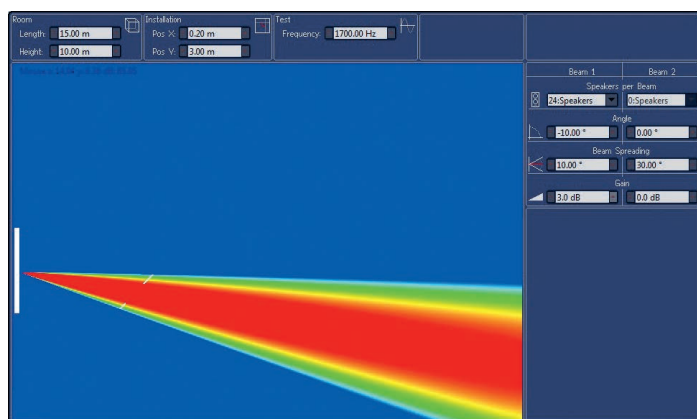 Room
Length: 15.00 m
Height: 10.00 m
Installation
Pos X: 0.20 m
Pos V: 3.00 m
Test
Frequency: 1700.00 Hz
Beam 1 Beam 2
Speakers per Beam
24:Speakers 0:Speakers
Angle
-10.00 ° 0.00 °
Beam Spreading
10.00 ° 30.00 °
Gain
3.0 dB 0.0 dB